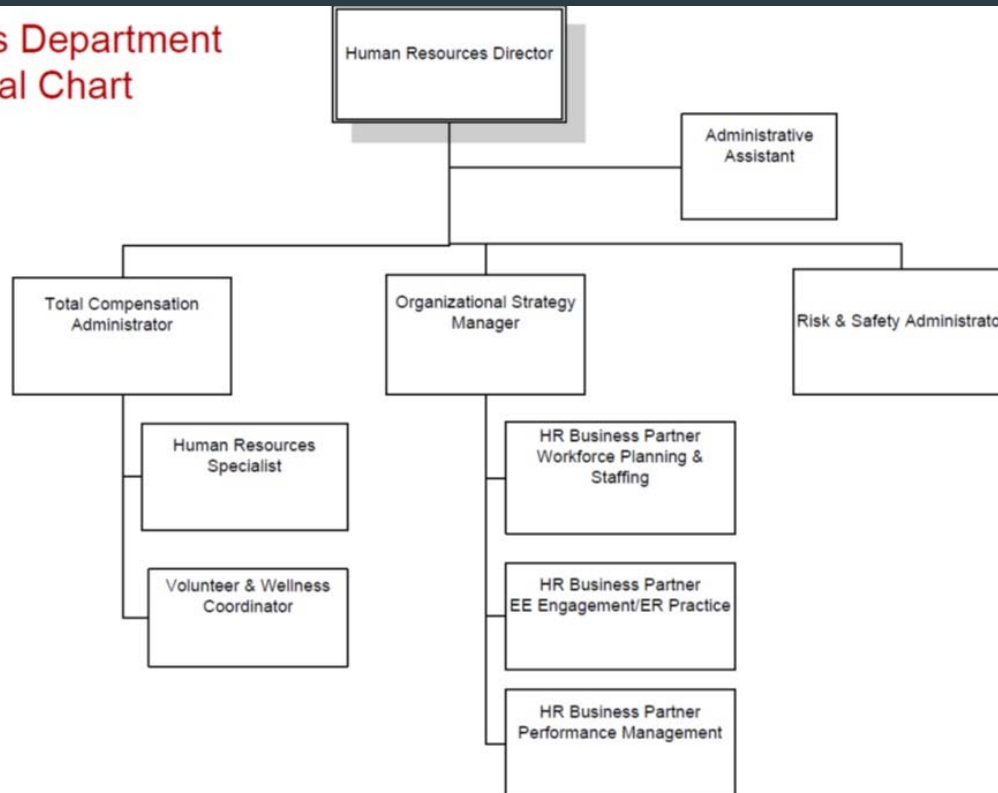 s Department
al Chart
Human Resources Director
Administrative
Assistant
Total Compensation
Administrator
Organizational Strategy
Manager
Risk & Safety Administrato
Human Resources
Specialist
Volunteer & Wellness
Coordinator
HR Business Partner
Workforce Planning &
Staffing
HR Business Partner
EE Engagement/ER Practice
HR Business Partner
Performance Management